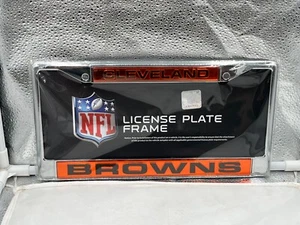 CLEVELAND
NFL
LICENSE PLATE
FRAME
BROWNS